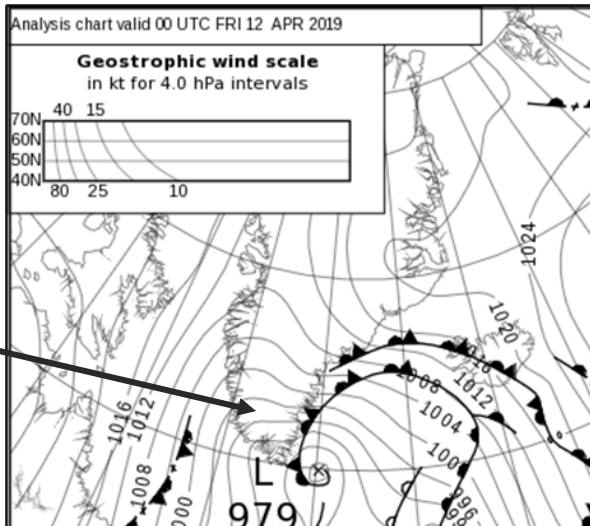 Analysis chart valid 00 UTC FRI 12 APR 2019
Geostrophic wind scale
in kt for 4.0 hPa intervals
40 15
70N
60N
50N
40N
80 25 10
1024
1020
1016
1008
1012
1004
1016
1012
1008
1000
996
L
979